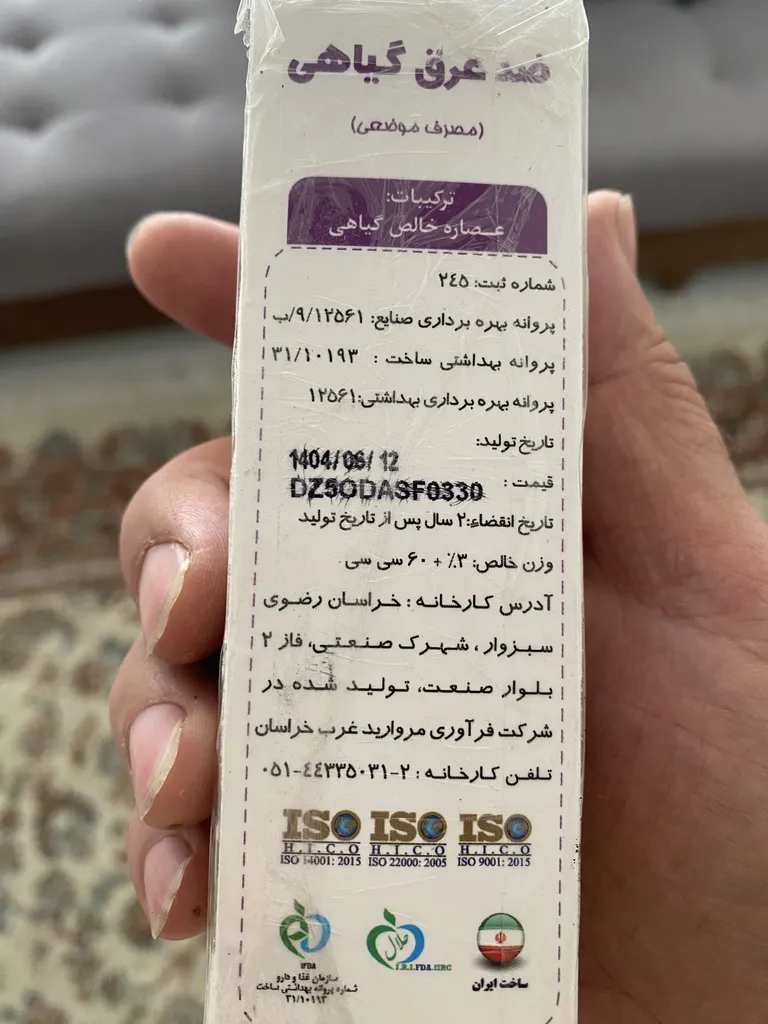 ضد عرق گیاهی
(مصرف موضعی)
ترکیبات:
عصاره خالص گیاهی
شماره ثبت: ۲٤۵
پروانه بهره برداری صنایع: ۹/۱۲۵۶۱/ب
پروانه بهداشتی ساخت : ۳۱/۱۰۱۹۳
پروانه بهره برداری بهداشتی:۱۲۵۶۱
تاریخ تولید:
1404/06/12
قیمت :
DZ5ODASF0330
تاریخ انقضاء:۲ سال پس از تاریخ تولید
وزن خالص: ۳٪ + ۶۰ سی سی
آدرس کارخانه : خراسان رضوی
سبزوار ، شهرک صنعتی، فاز ۲
بلوار صنعت، تولید شده در
شرکت فرآوری مروارید غرب خراسان
تلفن کارخانه : ۲-۰۵۱-٤٤۳۳۵۰۳۱
ISO ISO ISO
H.I.C.O H.I.C.O H.I.C.O
ISO 14001: 2015 ISO 22000: 2005 ISO 9001: 2015
حلال
I.R.I.FDA.IIRC
IFDA
سازمان غذا و دارو
شماره پروانه بهداشتی ساخت
۳۱/۱۰۱۹۳
ساخت ایران